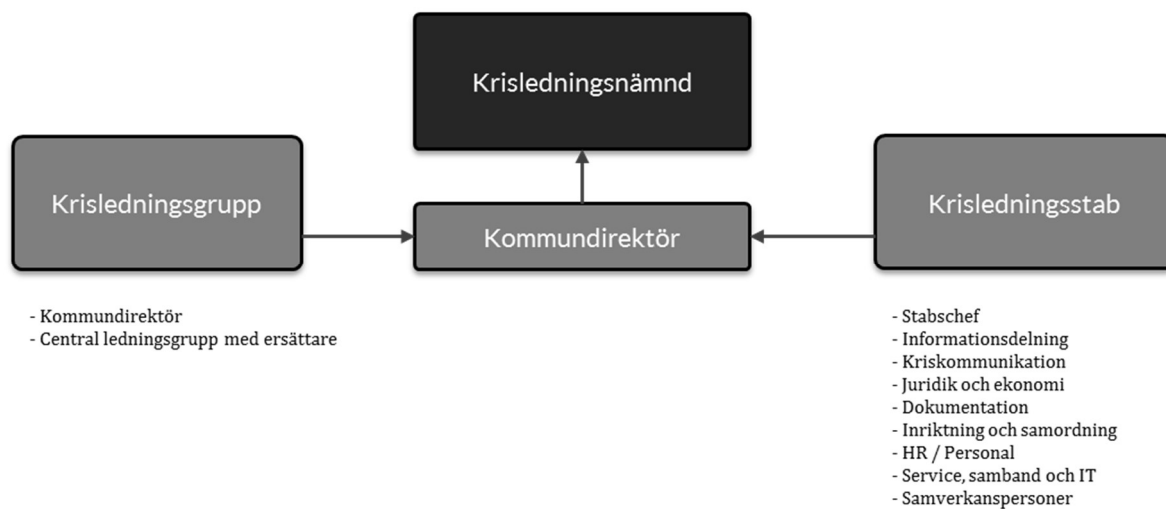 Krisledningsnämnd
Krisledningsgrupp
Kommundirektör
Krisledningsstab
- Kommundirektör
- Central ledningsgrupp med ersättare
- Stabschef
- Informationsdelning
- Kriskommunikation
- Juridik och ekonomi
- Dokumentation
- Inriktning och samordning
- HR / Personal
- Service, samband och IT
- Samverkanspersoner